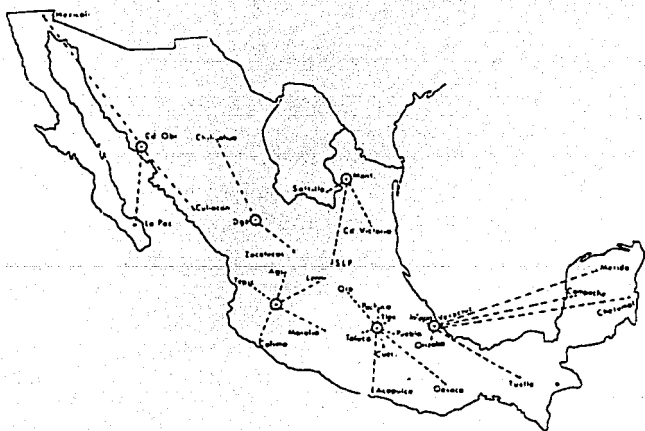 Mexicali
Cd Obr
Chihuahua
Saltillo
Mont.
Culiacan
La Paz
Dgo
Cd. Victoria
Zacatecas
S.L.P.
Ags
Leon
Tepic
Qro
Pachuca
Tlax
Morelia
Toluca
Puebla
Colima
Cuer.
Orizaba
Acapulco
Oaxaca
Tuxtla
Merida
Campeche
Chetumal